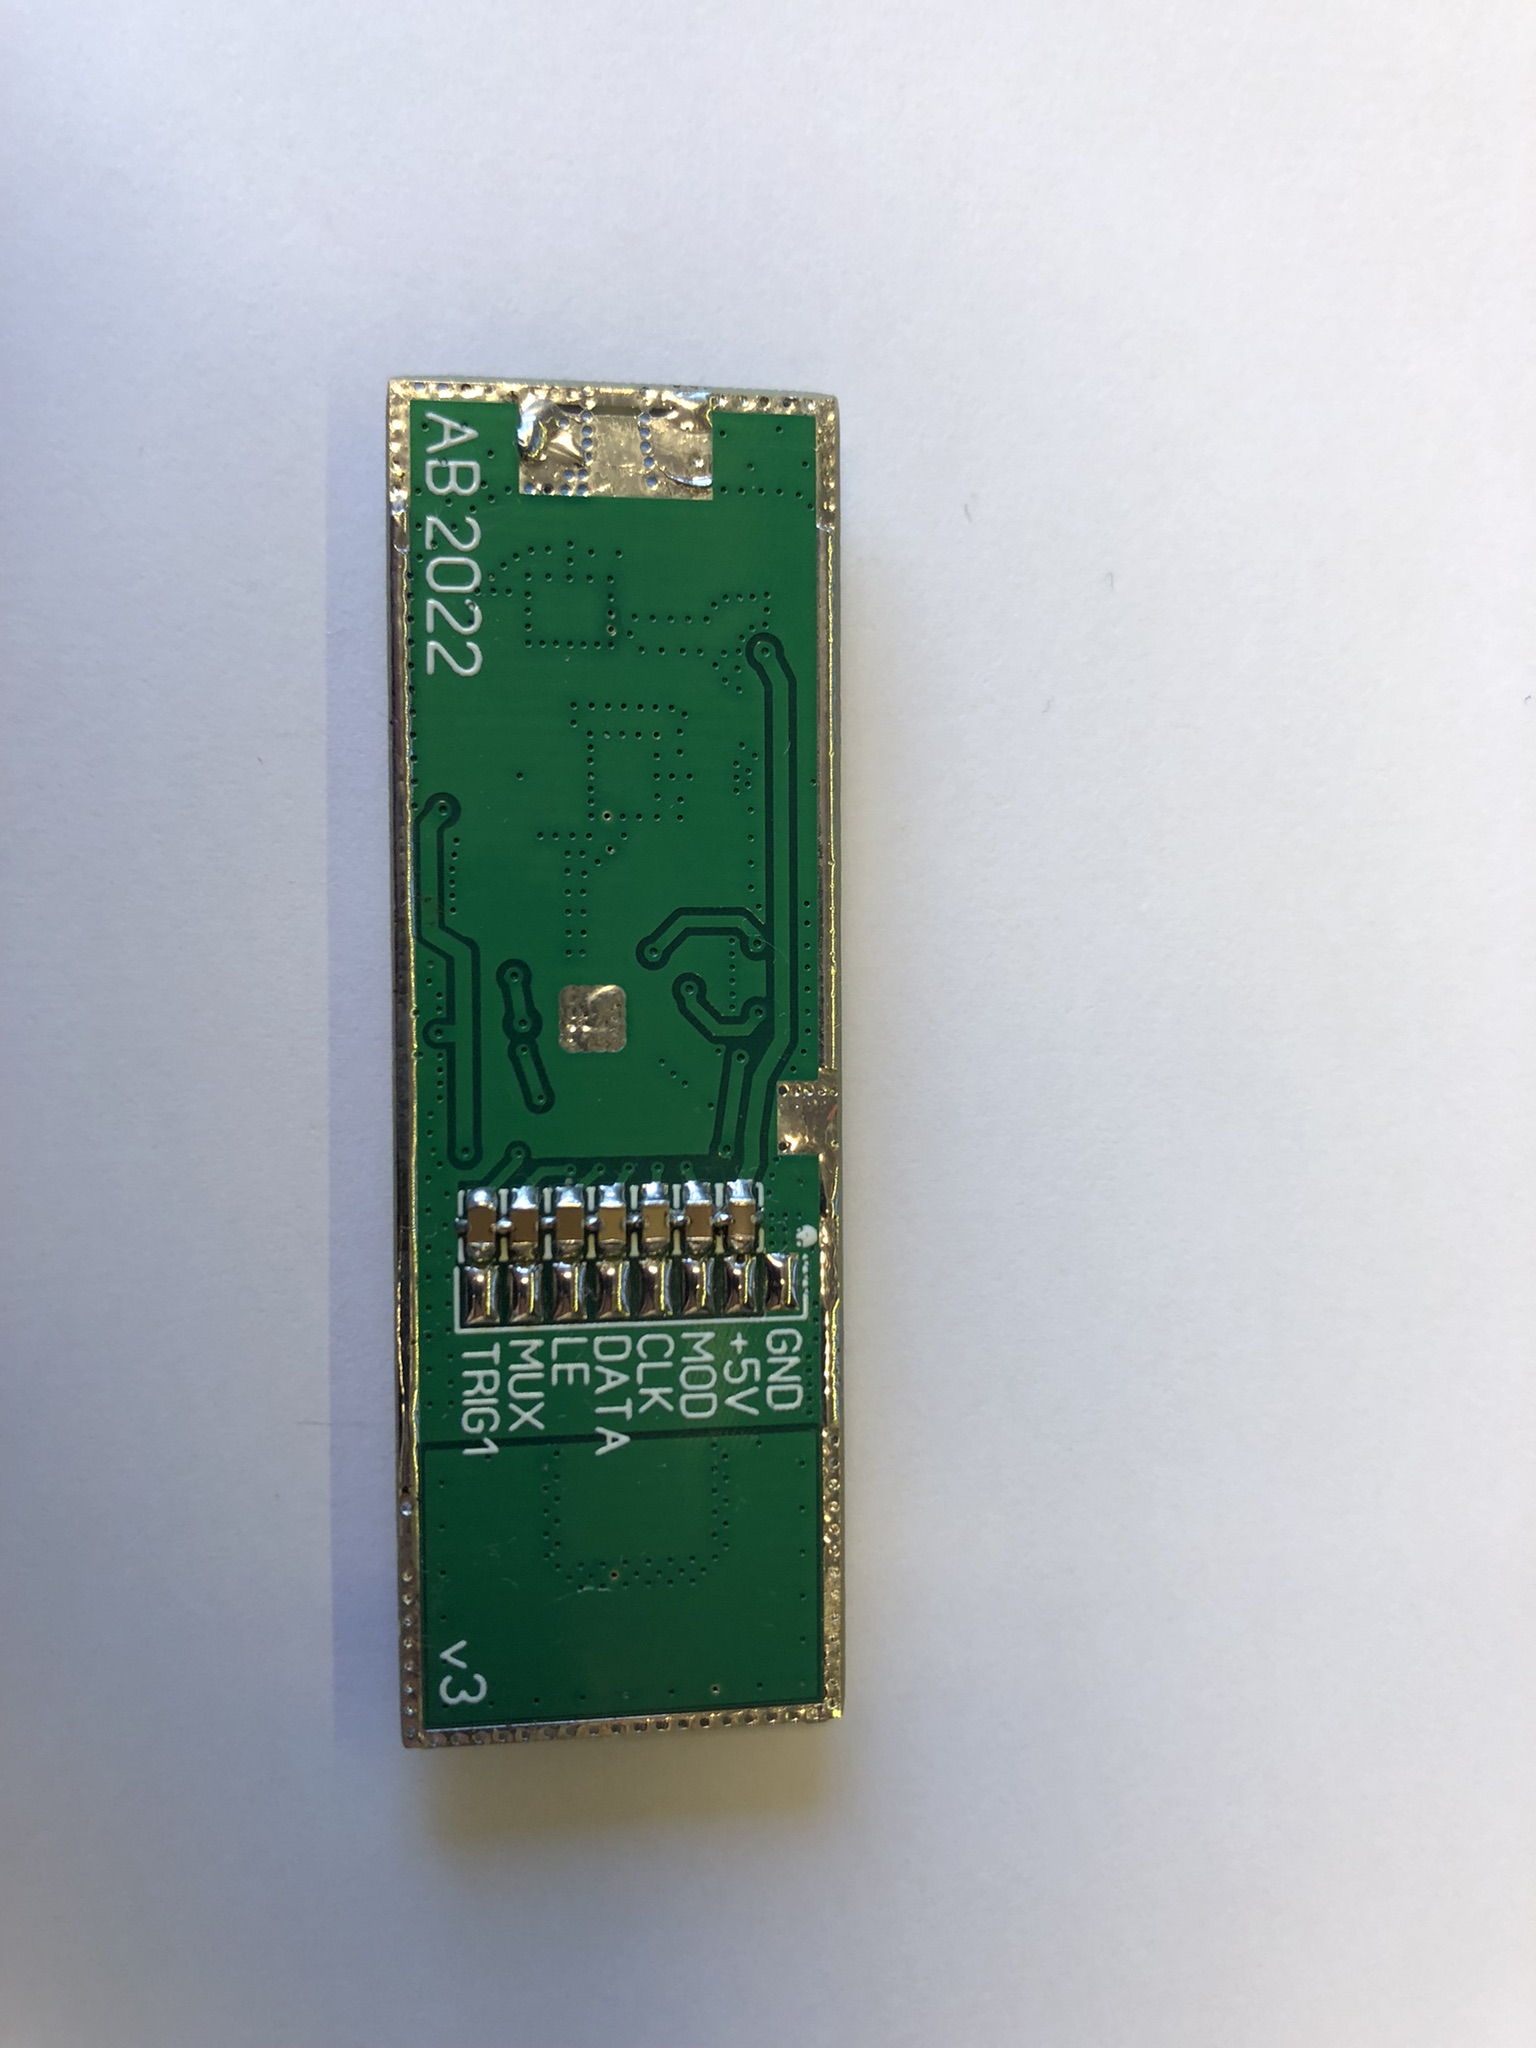 AB 2022
GND
+5V
MOD
CLK
DATA
LE
MUX
TRIG1
v3